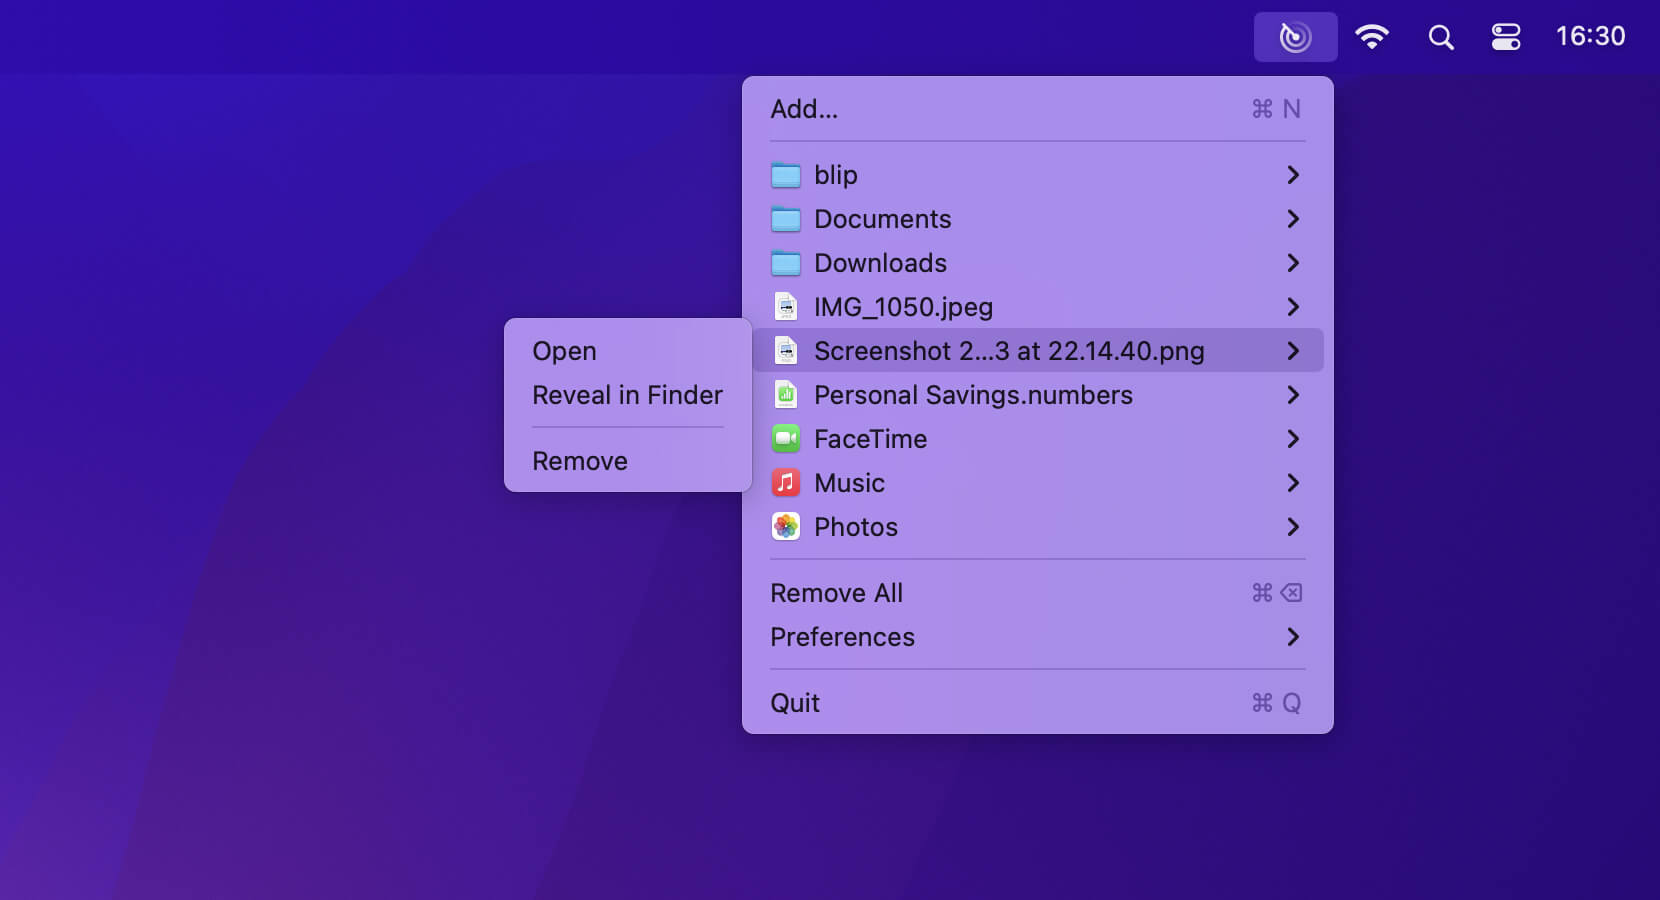 16:30
Add... ⌘ N
blip
Documents
Downloads
IMG_1050.jpeg
Screenshot 2...3 at 22.14.40.png
Personal Savings.numbers
FaceTime
Music
Photos
Remove All ⌘ ⌫
Preferences
Quit ⌘ Q
Open
Reveal in Finder
Remove